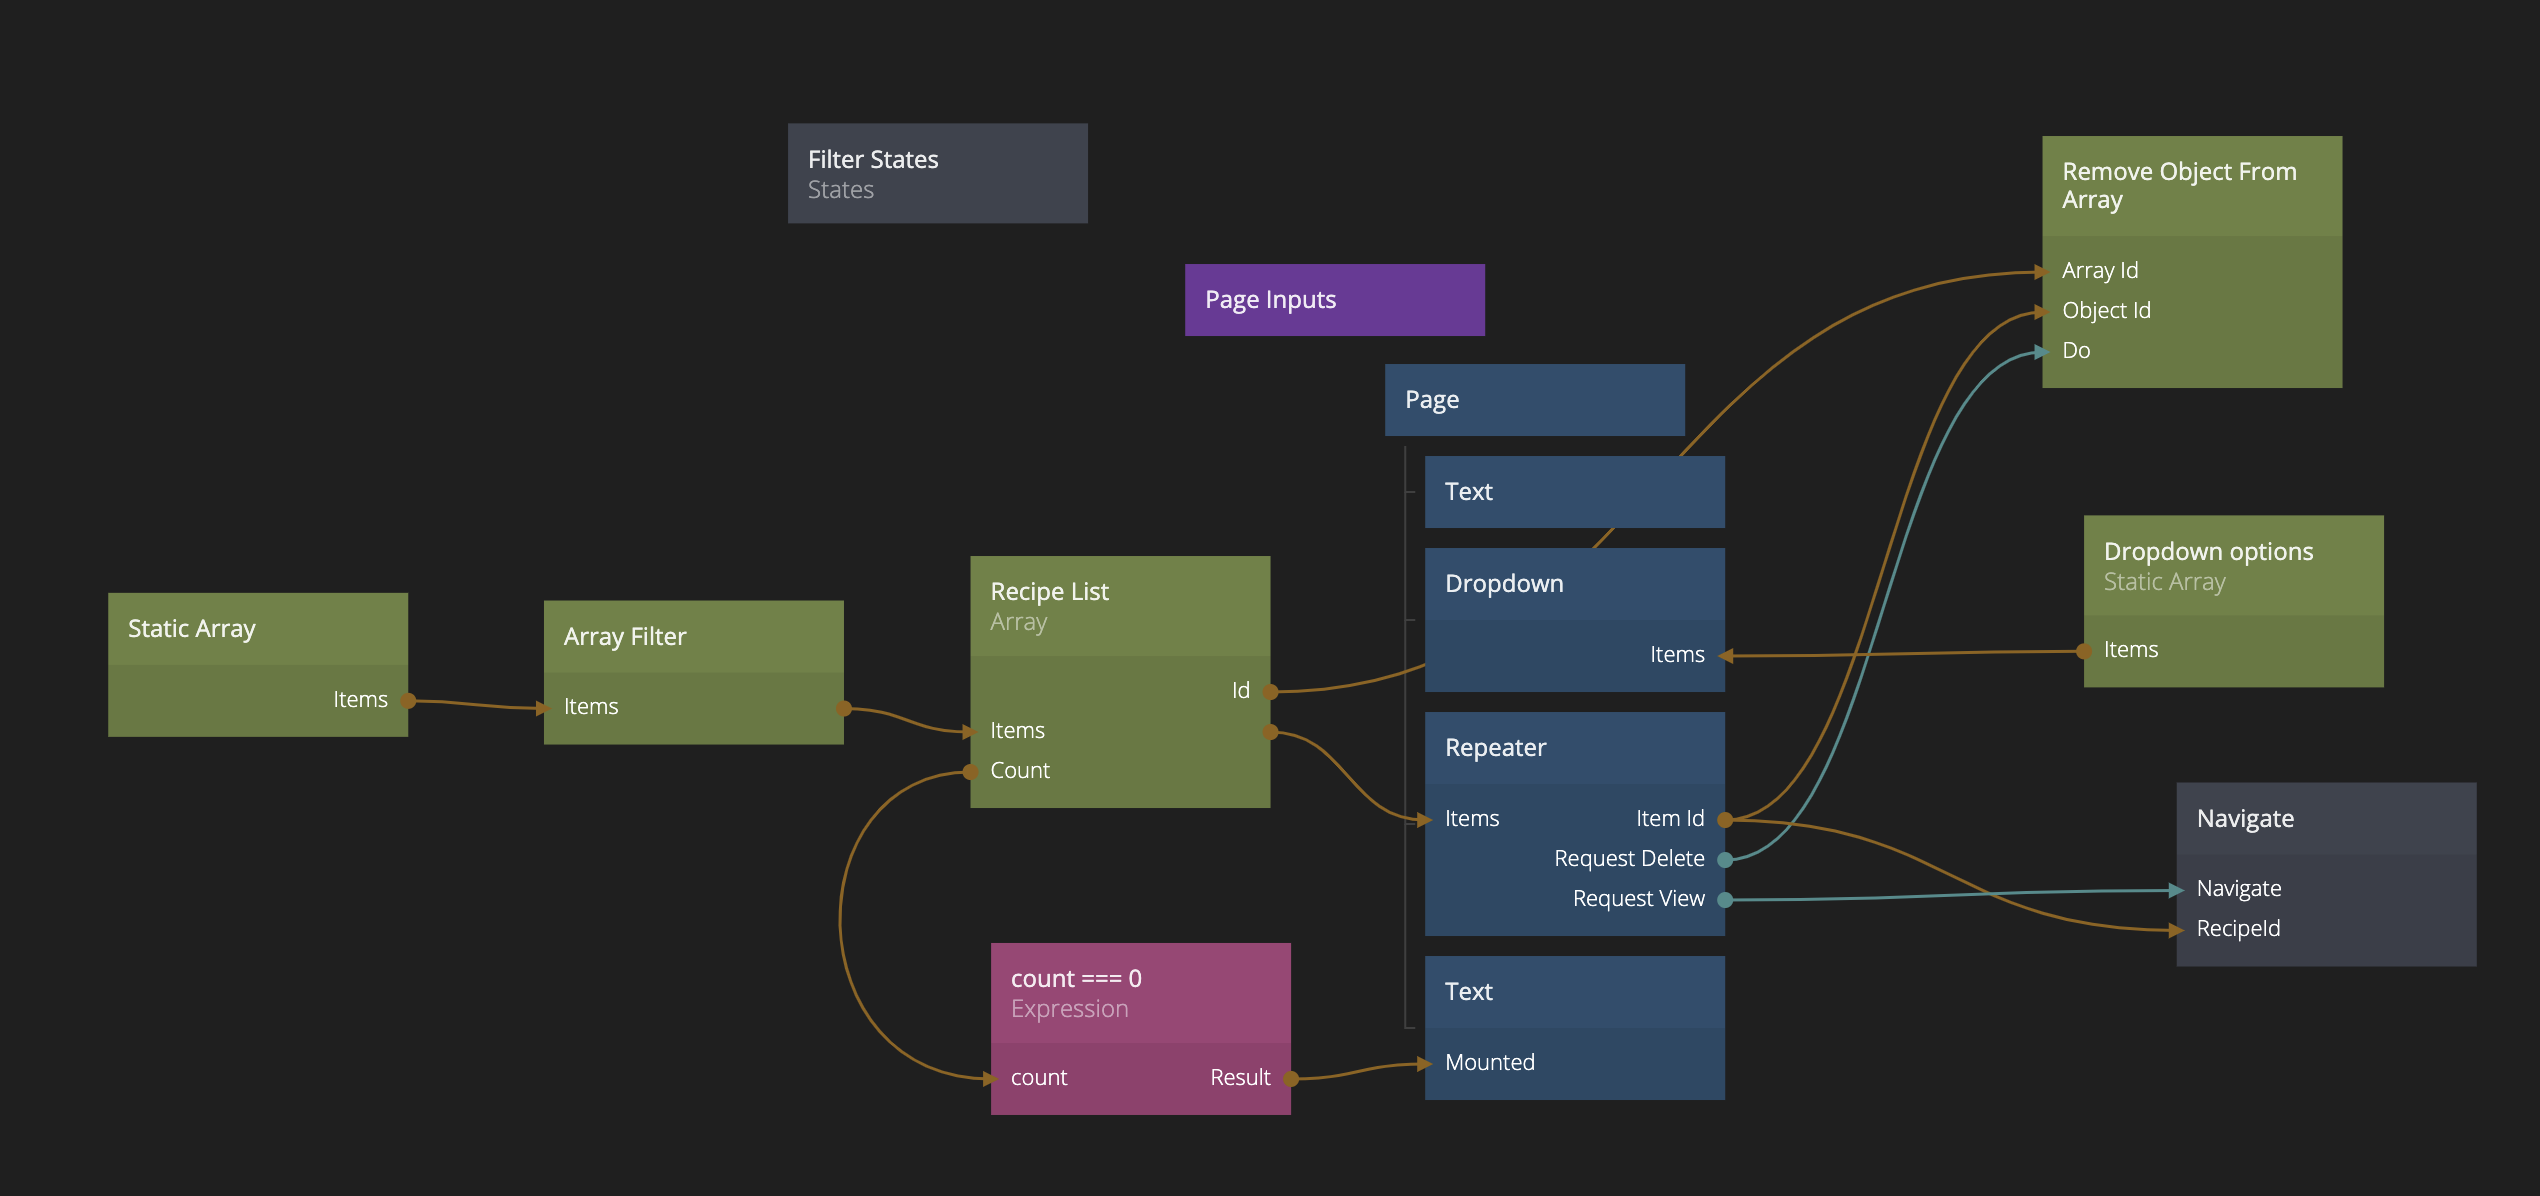 Filter States
States
Page Inputs
Page
Text
Dropdown
Items
Repeater
Items
Item Id
Request Delete
Request View
Text
Mounted
Static Array
Items
Array Filter
Items
Recipe List
Array
Id
Items
Count
count === 0
Expression
count
Result
Remove Object From
Array
Array Id
Object Id
Do
Dropdown options
Static Array
Items
Navigate
Navigate
RecipeId